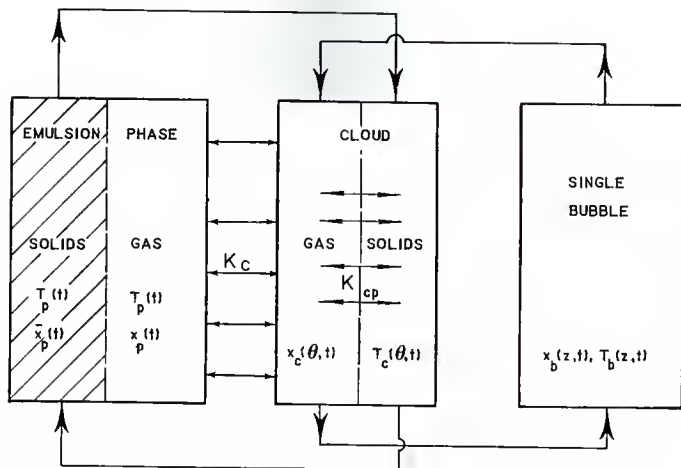 EMULSION PHASE
SOLIDS GAS
T_p(t) T_p(t)
x̄_p(t) x_p(t)
K_C
CLOUD
GAS SOLIDS
K_cp
x_c(θ,t) T_c(θ,t)
SINGLE
BUBBLE
x_b(z,t), T_b(z,t)